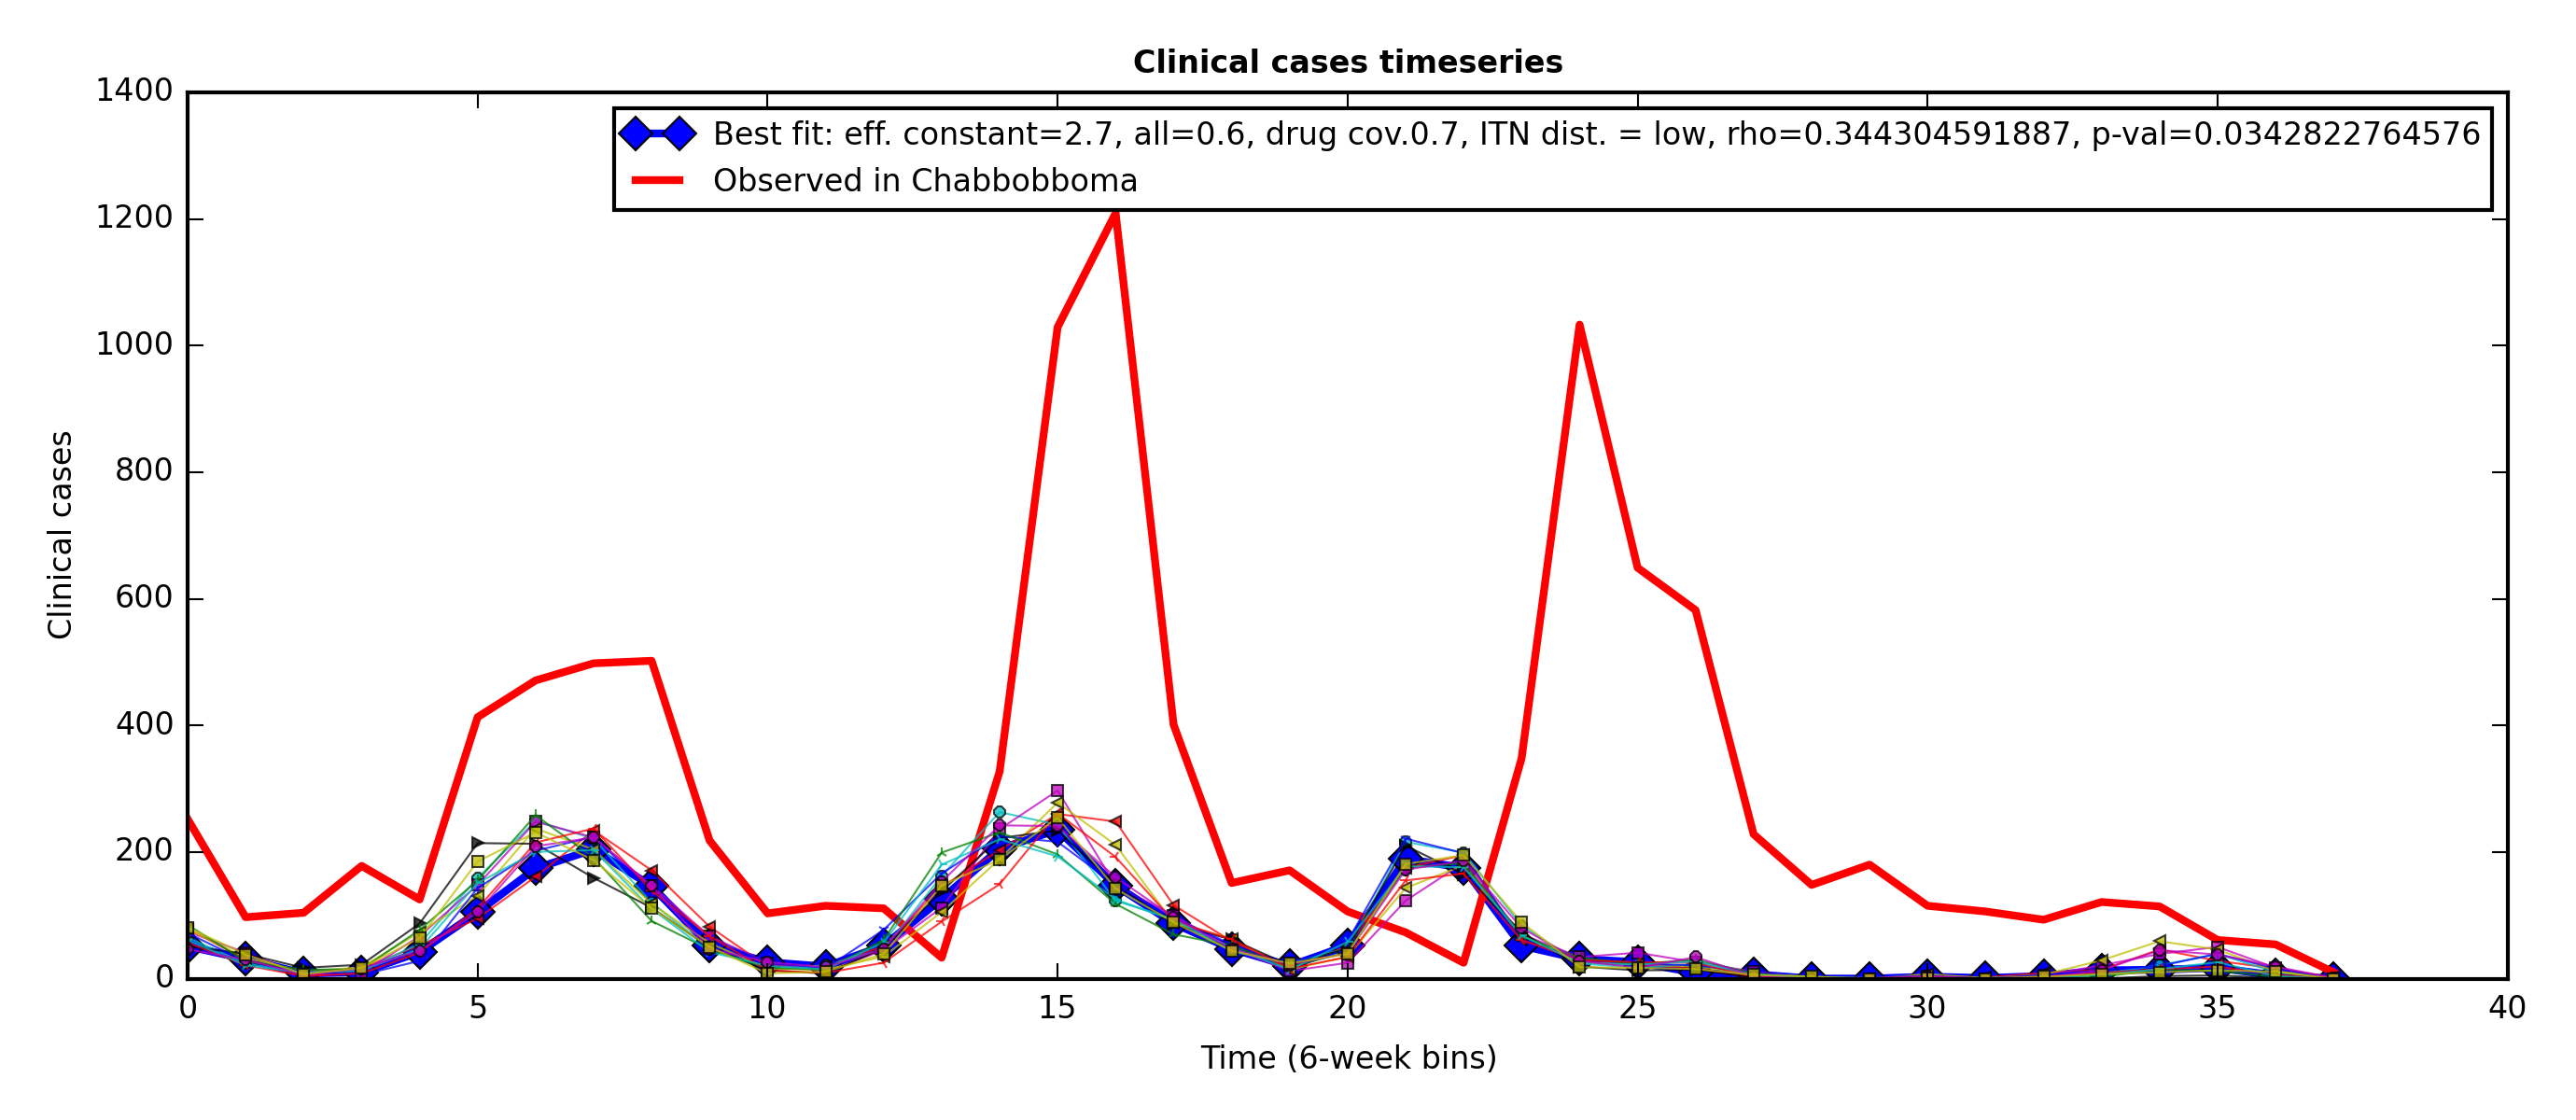 Clinical cases timeseries
Best fit: eff. constant=2.7, all=0.6, drug cov.0.7, ITN dist. = low, rho=0.344304591887, p-val=0.0342822764576
Observed in Chabbobboma
1400
1200
1000
800
600
400
200
0
Clinical cases
0 5 10 15 20 25 30 35 40
Time (6-week bins)